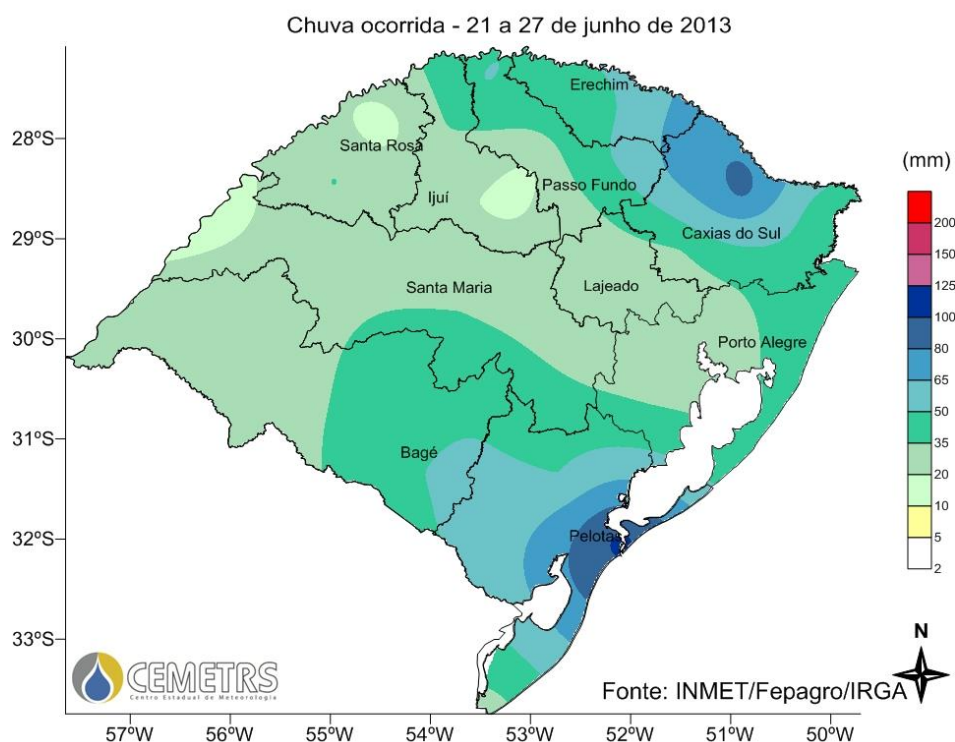 Chuva ocorrida - 21 a 27 de junho de 2013
28ºS
29ºS
30ºS
31ºS
32ºS
33ºS
Erechim
Santa Rosa
Ijuí
Passo Fundo
Caxias do Sul
Santa Maria
Lajeado
Porto Alegre
Bagé
Pelotas
(mm)
200
150
125
100
80
65
50
35
20
10
5
2
N
CEMETRS
Centro Estadual de Meteorologia
Fonte: INMET/Fepagro/IRGA
57ºW
56ºW
55ºW
54ºW
53ºW
52ºW
51ºW
50ºW